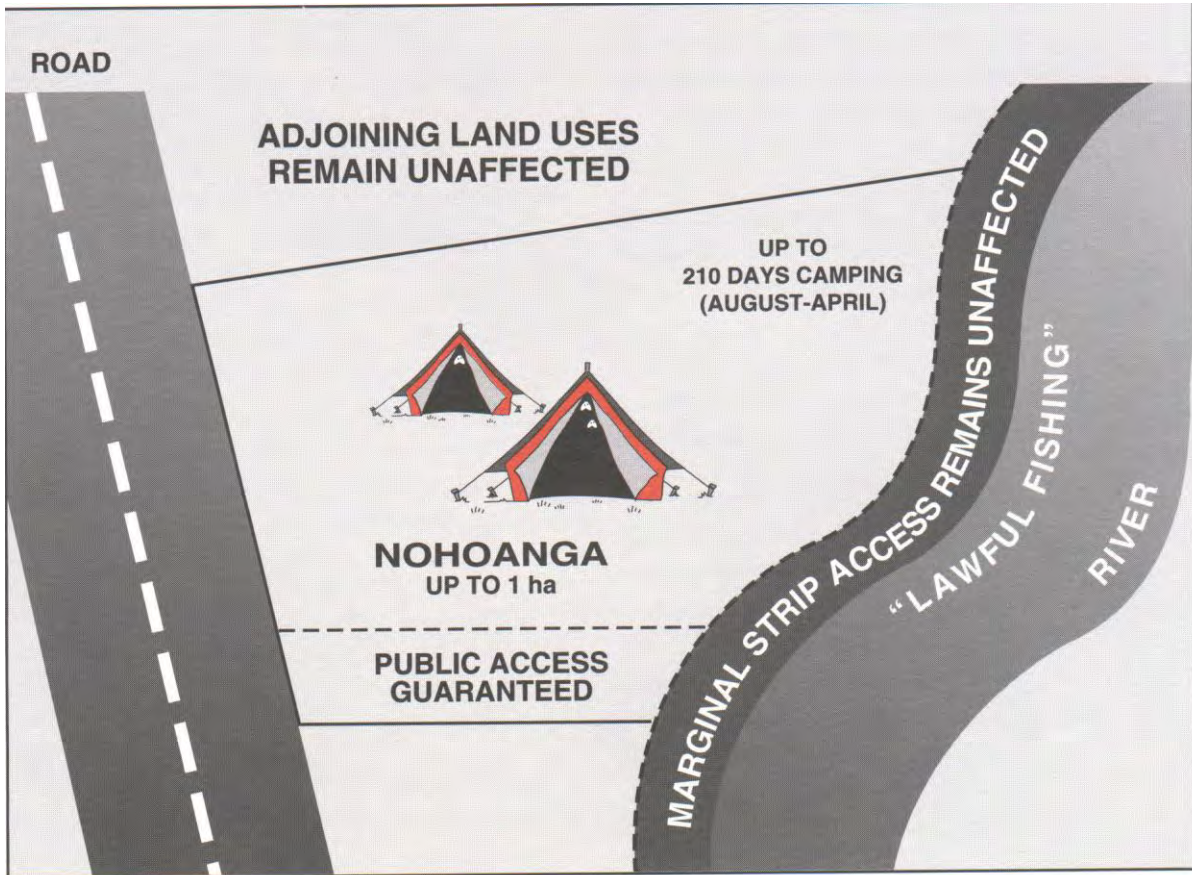 ROAD
ADJOINING LAND USES
REMAIN UNAFFECTED
UP TO
210 DAYS CAMPING
(AUGUST-APRIL)
NOHOANGA
UP TO 1 ha
PUBLIC ACCESS
GUARANTEED
MARGINAL STRIP ACCESS REMAINS UNAFFECTED
"LAWFUL FISHING"
RIVER